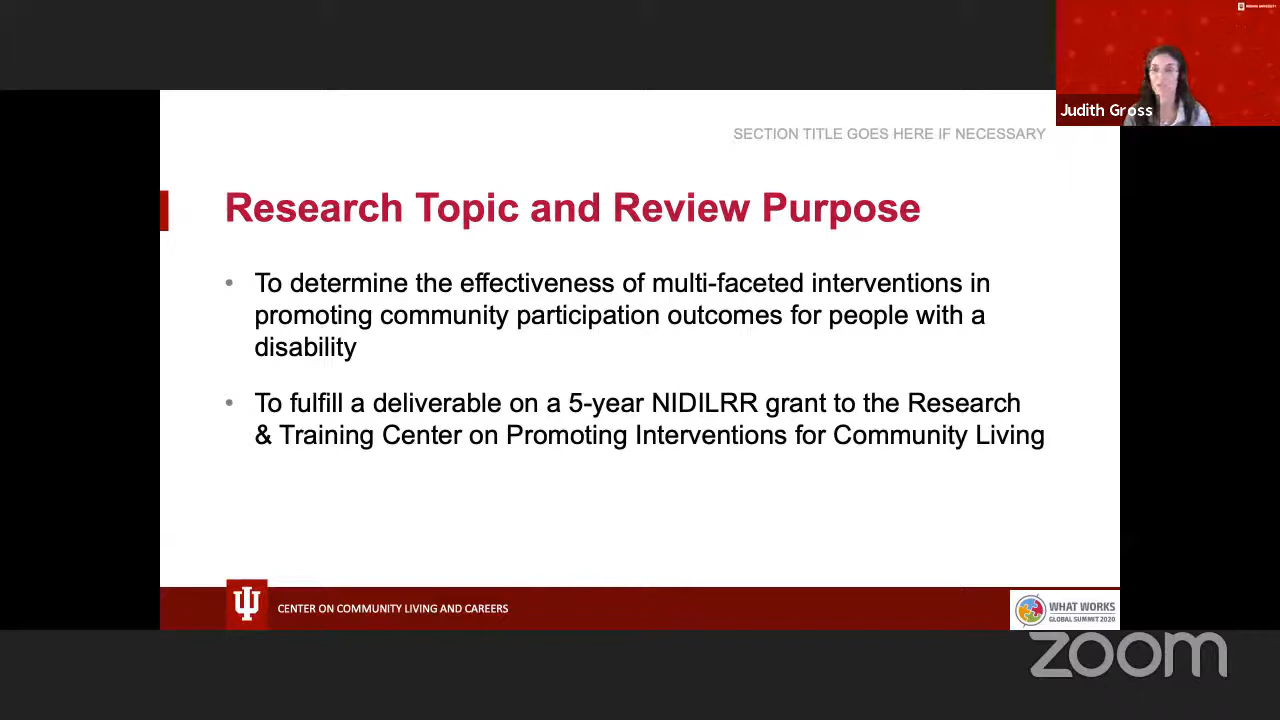 INDIANA UNIVERSITY
Judith Gross
SECTION TITLE GOES HERE IF NECESSARY
Research Topic and Review Purpose
• To determine the effectiveness of multi-faceted interventions in
promoting community participation outcomes for people with a
disability
• To fulfill a deliverable on a 5-year NIDILRR grant to the Research
& Training Center on Promoting Interventions for Community Living
CENTER ON COMMUNITY LIVING AND CAREERS
WHAT WORKS
GLOBAL SUMMIT 2020
zoom